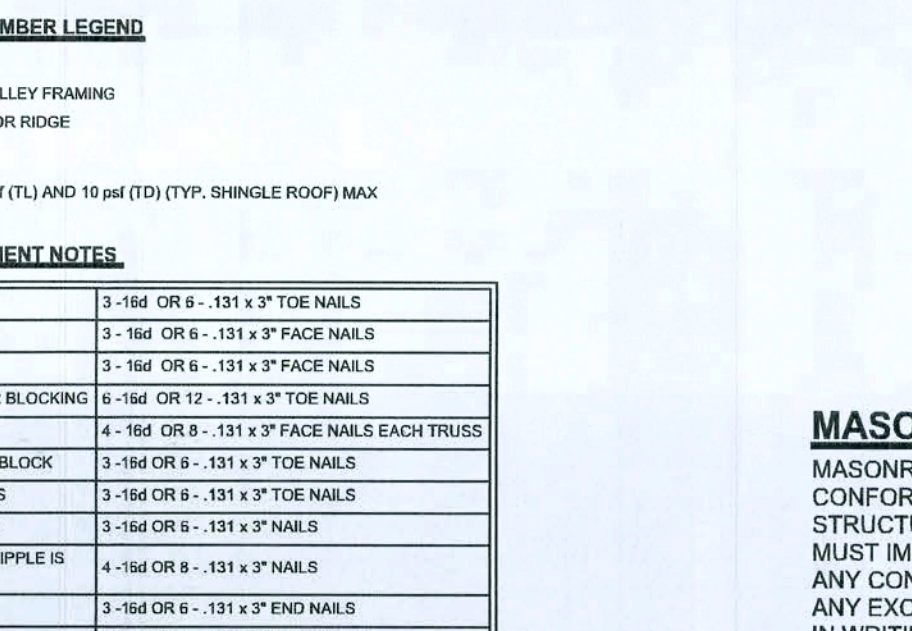 MBER LEGEND
LLEY FRAMING
OR RIDGE
f (TL) AND 10 psf (TD) (TYP. SHINGLE ROOF) MAX
MENT NOTES
3 -16d OR 6 - .131 x 3" TOE NAILS
3 - 16d OR 6 - .131 x 3" FACE NAILS
3 - 16d OR 6 - .131 x 3" FACE NAILS
BLOCKING 6 -16d OR 12 - .131 x 3" TOE NAILS
4 - 16d OR 8 - .131 x 3" FACE NAILS EACH TRUSS
BLOCK 3 -16d OR 6 - .131 x 3" TOE NAILS
S 3 -16d OR 6 - .131 x 3" TOE NAILS
3 -16d OR 6 - .131 x 3" NAILS
IPPLE IS 4 -16d OR 8 - .131 x 3" NAILS
3 -16d OR 6 - .131 x 3" END NAILS
MASO
MASONR
CONFOR
STRUCT
MUST IM
ANY CON
ANY EXC
IN WRITI